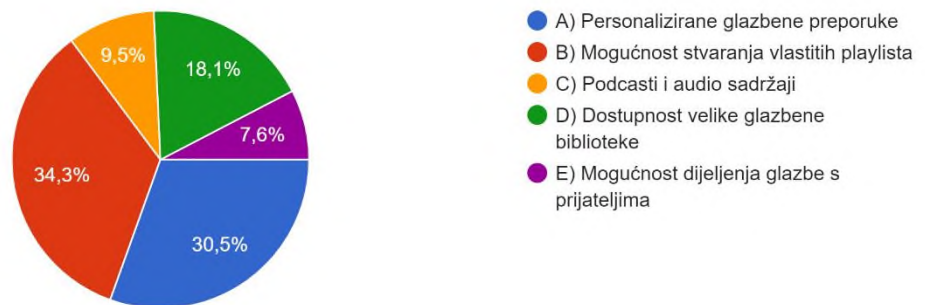 9,5%
18,1%
7,6%
34,3%
30,5%
A) Personalizirane glazbene preporuke
B) Mogućnost stvaranja vlastitih playlista
C) Podcasti i audio sadržaji
D) Dostupnost velike glazbene
biblioteke
E) Mogućnost dijeljenja glazbe s
prijateljima